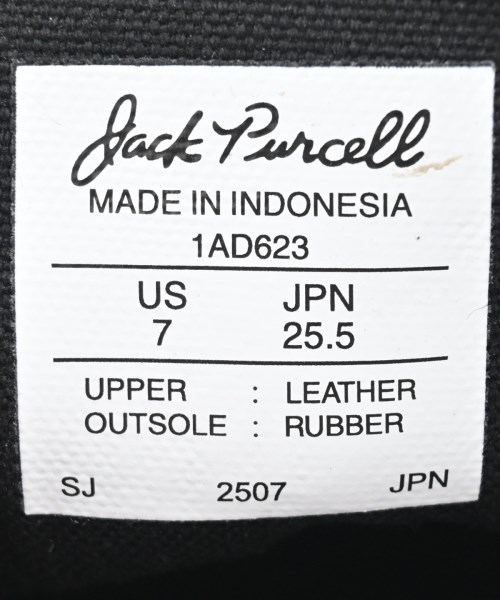 Jack Purcell
MADE IN INDONESIA
1AD623
US JPN
7 25.5
UPPER : LEATHER
OUTSOLE : RUBBER
SJ 2507 JPN